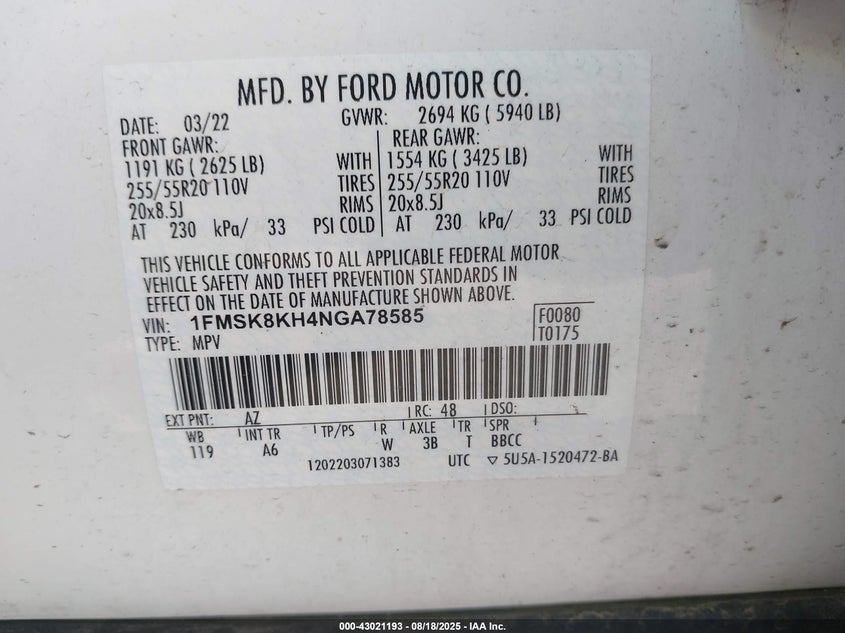 MFD. BY FORD MOTOR CO.
DATE: 03/22 GVWR: 2694 KG ( 5940 LB)
FRONT GAWR: REAR GAWR:
1191 KG ( 2625 LB) WITH 1554 KG ( 3425 LB) WITH
255/55R20 110V TIRES 255/55R20 110V TIRES
20x8.5J RIMS 20x8.5J RIMS
AT 230 kPa/ 33 PSI COLD AT 230 kPa/ 33 PSI COLD
THIS VEHICLE CONFORMS TO ALL APPLICABLE FEDERAL MOTOR
VEHICLE SAFETY AND THEFT PREVENTION STANDARDS IN
EFFECT ON THE DATE OF MANUFACTURE SHOWN ABOVE.
VIN: 1FMSK8KH4NGA78585 F0080
TYPE: MPV T0175
EXT PNT: AZ RC: 48 DSO:
WB INT TR TP/PS R AXLE TR SPR
119 A6 W 3B T BBCC
1202203071383 UTC ▽ 5U5A-1520472-BA
000-43021193 - 08/18/2025 - IAA Inc.